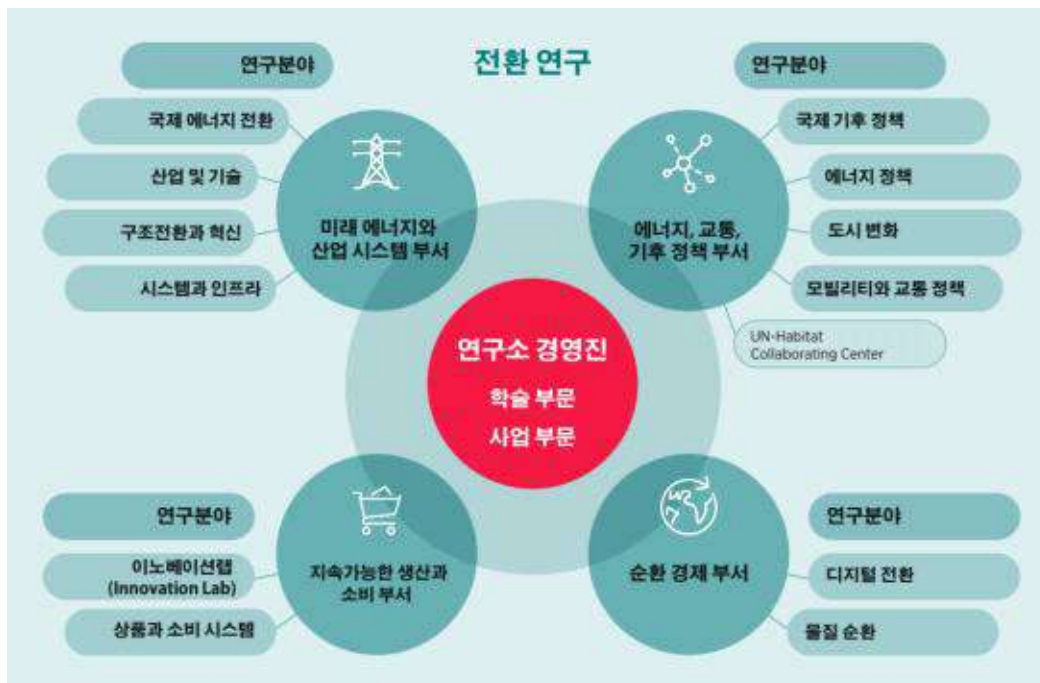 전환 연구
연구분야
국제 에너지 전환
산업 및 기술
구조전환과 혁신
시스템과 인프라
미래 에너지와
산업 시스템 부서
연구분야
국제 기후 정책
에너지 정책
도시 변화
모빌리티와 교통 정책
UN-Habitat
Collaborating Center
에너지, 교통,
기후 정책 부서
연구소 경영진
학술 부문
사업 부문
연구분야
이노베이션랩
(Innovation Lab)
상품과 소비 시스템
지속가능한 생산과
소비 부서
순환 경제 부서
연구분야
디지털 전환
물질 순환